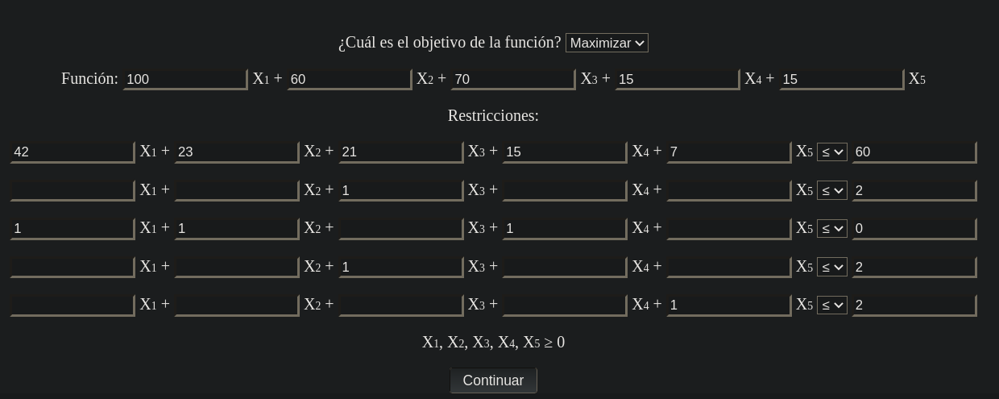 ¿Cuál es el objetivo de la función? Maximizar
Función: 100 X1 + 60 X2 + 70 X3 + 15 X4 + 15 X5
Restricciones:
42 X1 + 23 X2 + 21 X3 + 15 X4 + 7 X5 ≤ 60
X1 + X2 + 1 X3 + X4 + X5 ≤ 2
1 X1 + 1 X2 + X3 + 1 X4 + X5 ≤ 0
X1 + X2 + 1 X3 + X4 + X5 ≤ 2
X1 + X2 + X3 + X4 + 1 X5 ≤ 2
X1, X2, X3, X4, X5 ≥ 0
Continuar